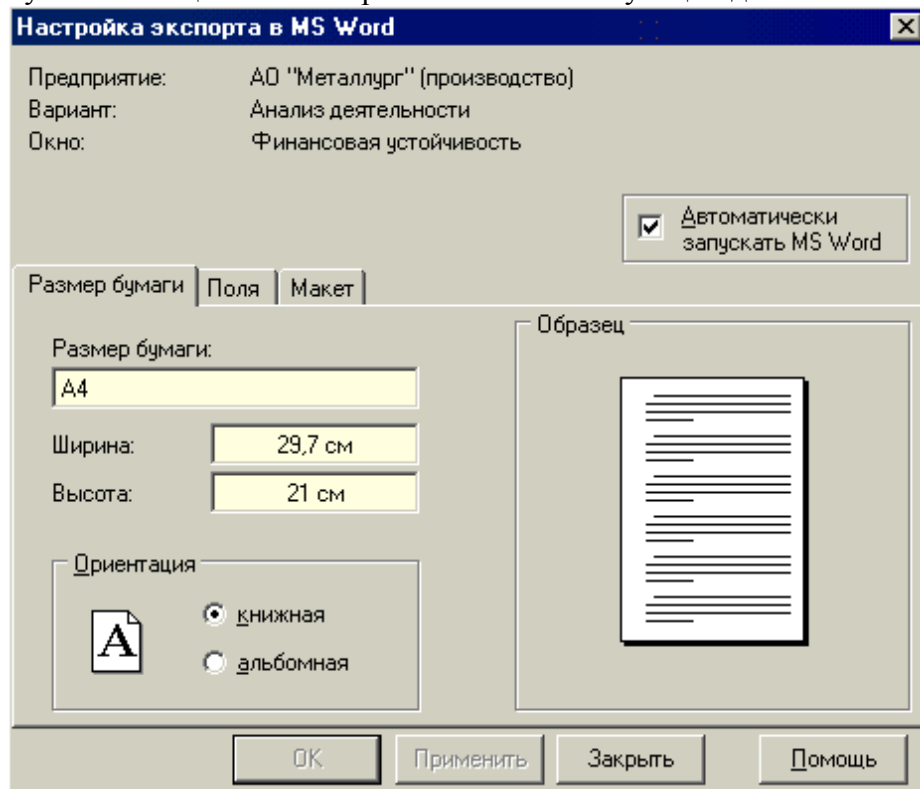 Настройка экспорта в MS Word
Предприятие: АО "Металлург" (производство)
Вариант: Анализ деятельности
Окно: Финансовая устойчивость
Автоматически
запускать MS Word
Размер бумаги Поля Макет
Образец
Размер бумаги:
A4
Ширина: 29,7 см
Высота: 21 см
Ориентация
A
книжная
альбомная
OK Применить Закрыть Помощь